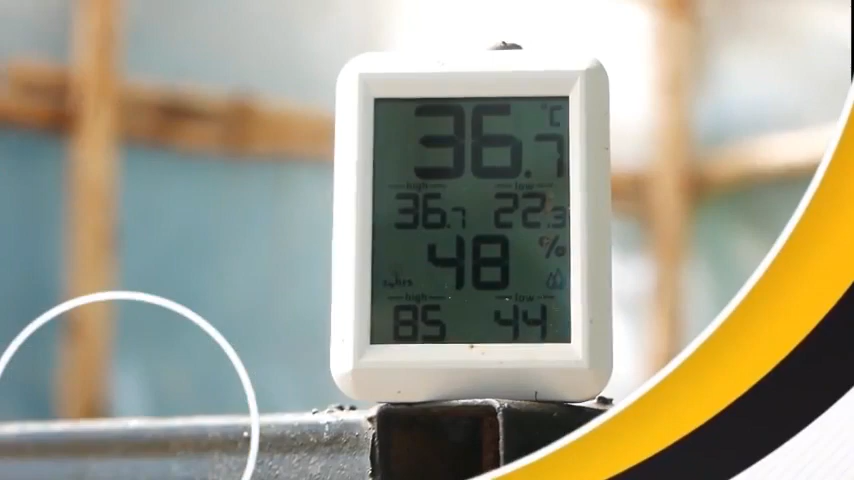 36.7 °C
high low
36.7 22.3
48 %
24hrs
high low
85 44